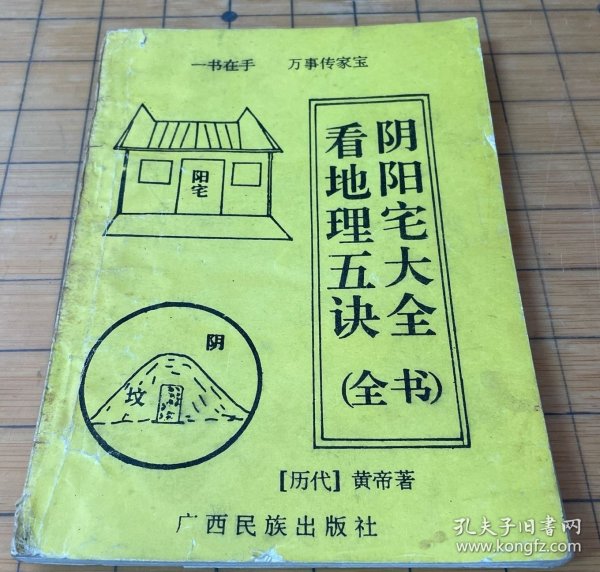 一书在手 万事传家宝
阴阳宅大全
看地理五诀
(全书)
阳宅
阴
坟
[历代] 黄帝著
广西民族出版社
孔夫子旧书网
www.kongfz.com